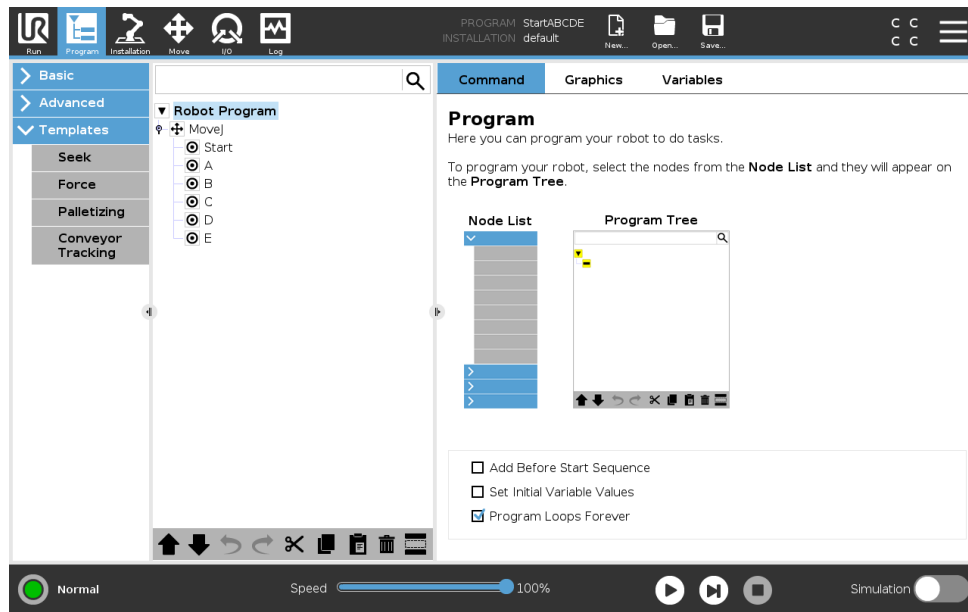 PROGRAM StartABCDE
INSTALLATION default
UR
Run
Program
Installation
Move
I/O
Log
New...
Open...
Save...
C C
C C
Basic
Advanced
Templates
Seek
Force
Palletizing
Conveyor
Tracking
Robot Program
MoveJ
Start
A
B
C
D
E
Command
Graphics
Variables
Program
Here you can program your robot to do tasks.
To program your robot, select the nodes from the Node List and they will appear on
the Program Tree.
Node List
Program Tree
Add Before Start Sequence
Set Initial Variable Values
Program Loops Forever
Normal
Speed
100%
Simulation